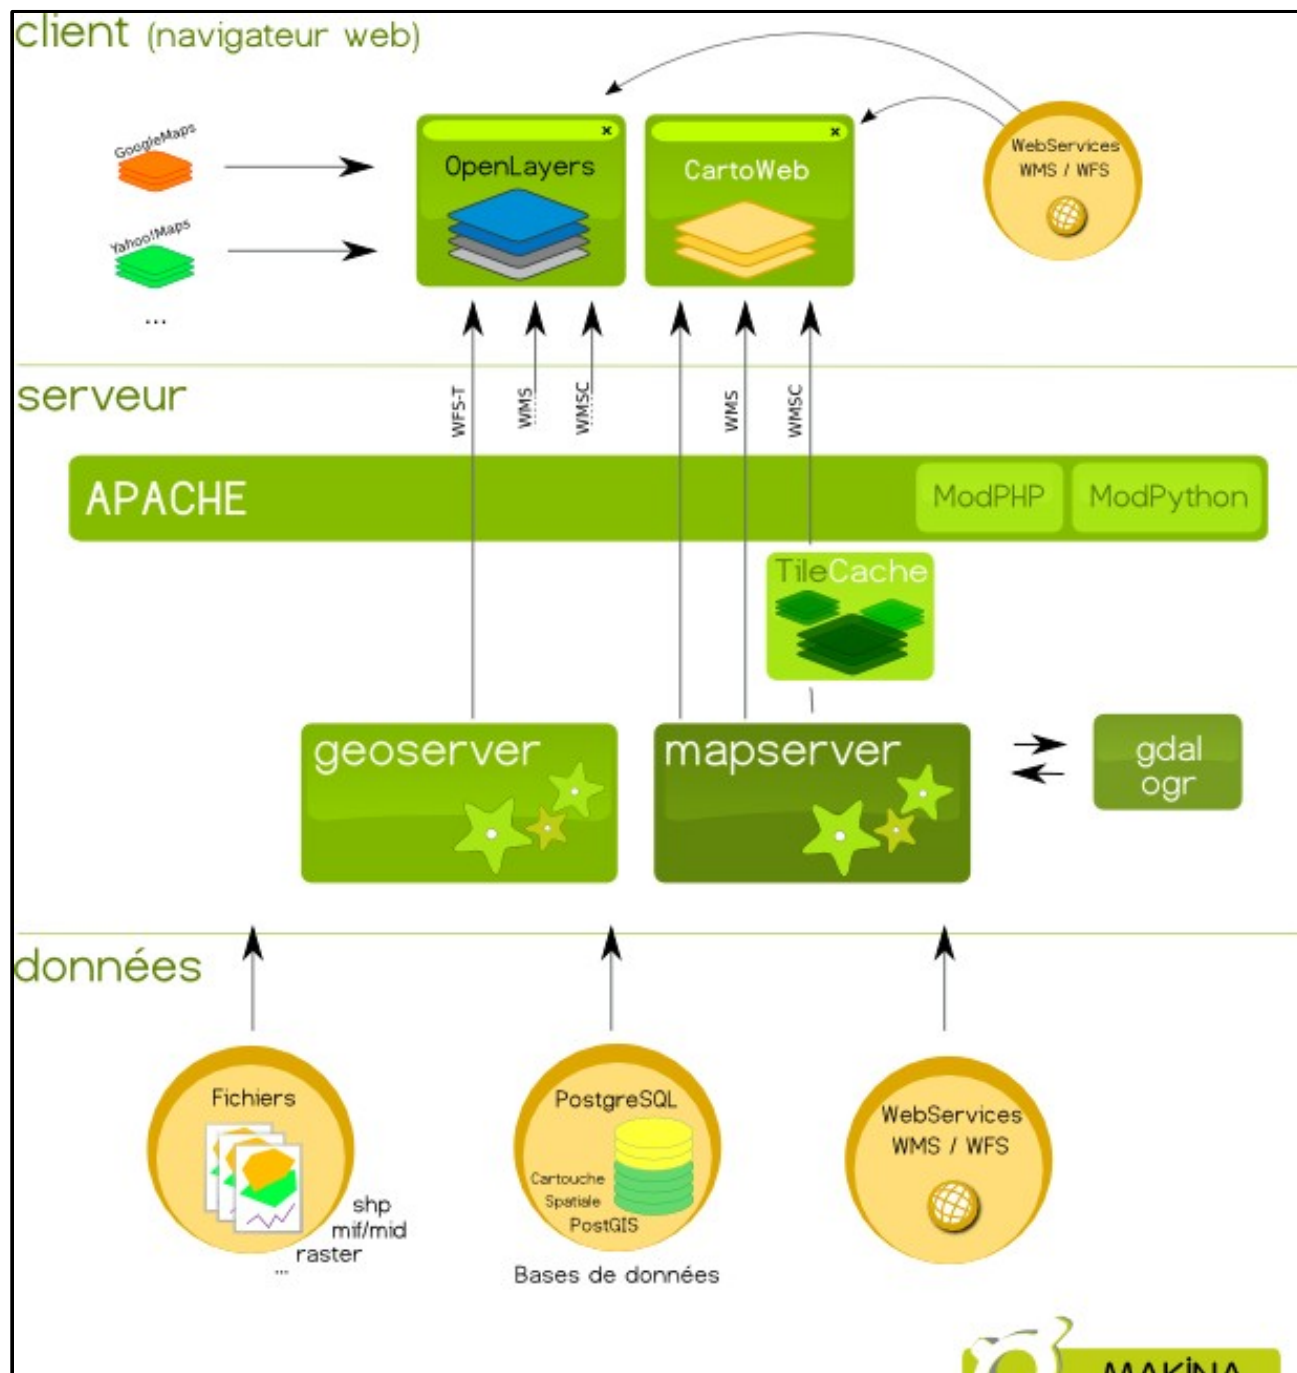 client (navigateur web)
GoogleMaps
OpenLayers
CartoWeb
WebServices
WMS / WFS
Yahoo!Maps
...
serveur
WFS-T
WMS
WMSC
WMS
WMSC
APACHE
ModPHP
ModPython
TileCache
geoserver
mapserver
gdal
ogr
données
Fichiers
shp
mif/mid
raster
...
PostgreSQL
Cartouche
Spatiale
PostGIS
Bases de données
WebServices
WMS / WFS
MAKINA